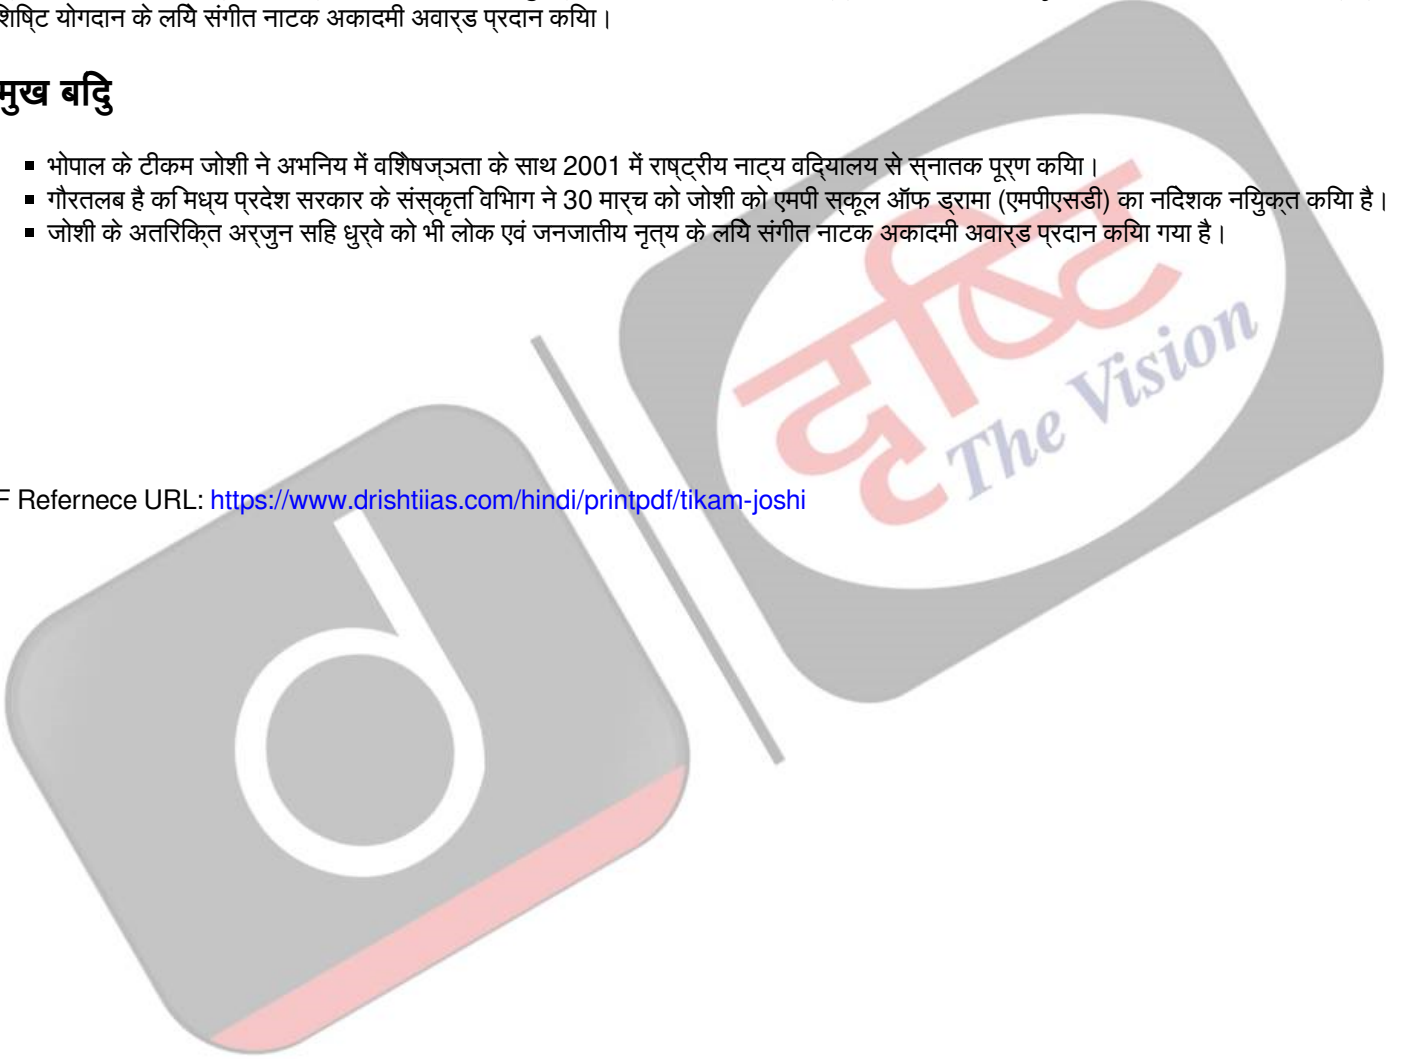 शिष्ट योगदान के लिये संगीत नाटक अकादमी अवार्ड प्रदान किया।
मुख बिंदु
भोपाल के टीकम जोशी ने अभिनय में विशेषज्ञता के साथ 2001 में राष्ट्रीय नाट्य विद्यालय से स्नातक पूर्ण किया।
गौरतलब है कि मध्य प्रदेश सरकार के संस्कृति विभाग ने 30 मार्च को जोशी को एमपी स्कूल ऑफ ड्रामा (एमपीएसडी) का निदेशक नियुक्त किया है।
जोशी के अतिरिक्त अर्जुन सिंह धुर्वे को भी लोक एवं जनजातीय नृत्य के लिये संगीत नाटक अकादमी अवार्ड प्रदान किया गया है।
दृष्टि
The Vision
F Refernece URL: https://www.drishtiias.com/hindi/printpdf/tikam-joshi